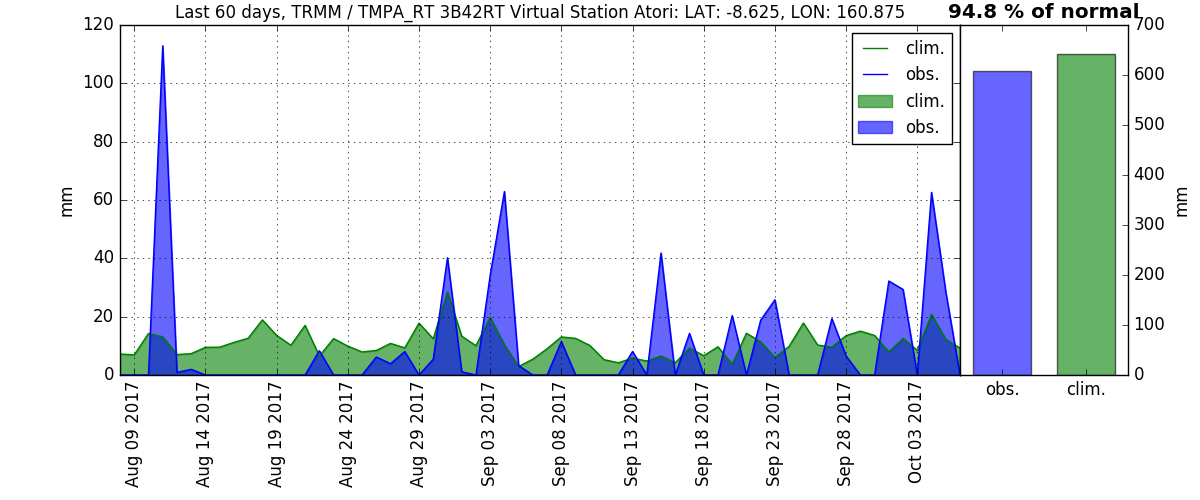 Last 60 days, TRMM / TMPA_RT 3B42RT Virtual Station Atori: LAT: -8.625, LON: 160.875
94.8 % of normal
120
100
80
60
40
20
0
mm
clim.
obs.
clim.
obs.
700
600
500
400
300
200
100
0
mm
Aug 09 2017
Aug 14 2017
Aug 19 2017
Aug 24 2017
Aug 29 2017
Sep 03 2017
Sep 08 2017
Sep 13 2017
Sep 18 2017
Sep 23 2017
Sep 28 2017
Oct 03 2017
obs.
clim.